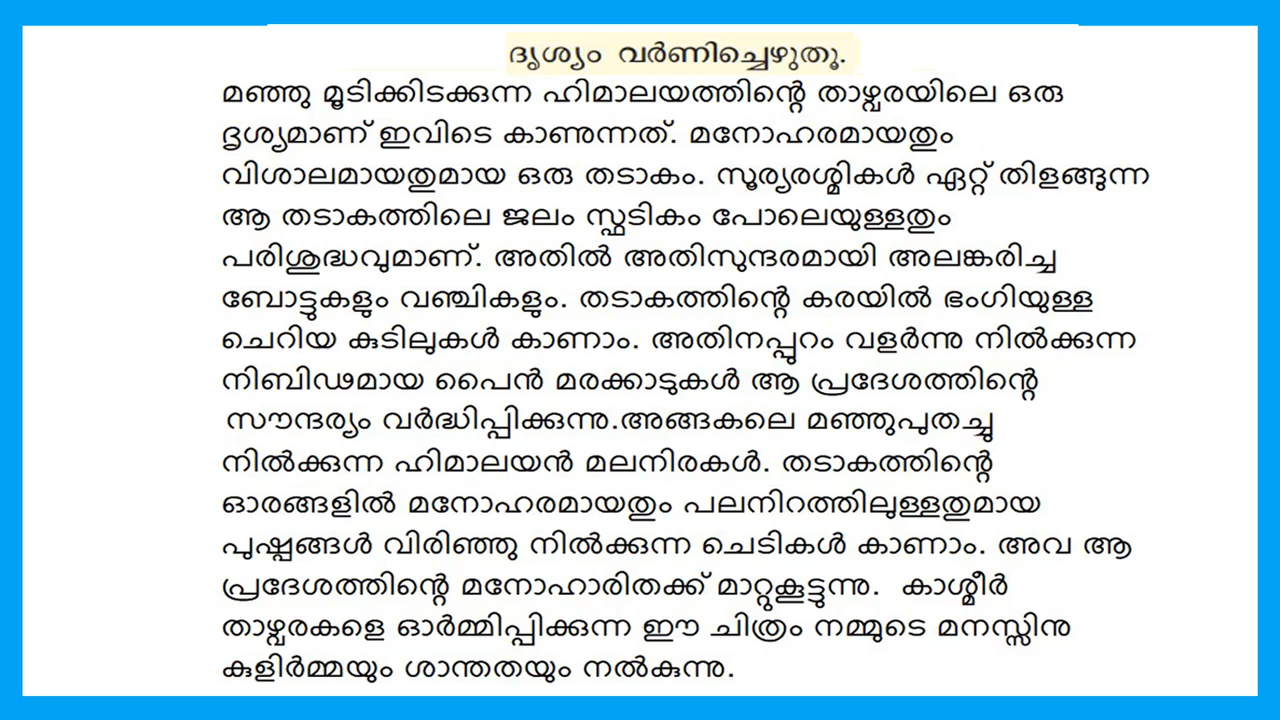 ദൃശ്യം വർണിച്ചെഴുതൂ.
മഞ്ഞു മൂടിക്കിടക്കുന്ന ഹിമാലയത്തിന്റെ താഴ്വരയിലെ ഒരു
ദൃശ്യമാണ് ഇവിടെ കാണുന്നത്. മനോഹരമായതും
വിശാലമായതുമായ ഒരു തടാകം. സൂര്യരശ്മികൾ ഏറ്റ് തിളങ്ങുന്ന
ആ തടാകത്തിലെ ജലം സ്ഫടികം പോലെയുള്ളതും
പരിശുദ്ധവുമാണ്. അതിൽ അതിസുന്ദരമായി അലങ്കരിച്ച
ബോട്ടുകളും വഞ്ചികളും. തടാകത്തിന്റെ കരയിൽ ഭംഗിയുള്ള
ചെറിയ കുടിലുകൾ കാണാം. അതിനപ്പുറം വളർന്നു നിൽക്കുന്ന
നിബിഢമായ പൈൻ മരക്കാടുകൾ ആ പ്രദേശത്തിന്റെ
സൗന്ദര്യം വർദ്ധിപ്പിക്കുന്നു.അങ്ങകലെ മഞ്ഞുപുതച്ചു
നിൽക്കുന്ന ഹിമാലയൻ മലനിരകൾ. തടാകത്തിന്റെ
ഓരങ്ങളിൽ മനോഹരമായതും പലനിറത്തിലുള്ളതുമായ
പുഷ്പങ്ങൾ വിരിഞ്ഞു നിൽക്കുന്ന ചെടികൾ കാണാം. അവ ആ
പ്രദേശത്തിന്റെ മനോഹാരിതക്ക് മാറ്റുകൂട്ടുന്നു. കാശ്മീർ
താഴ്വരകളെ ഓർമ്മിപ്പിക്കുന്ന ഈ ചിത്രം നമ്മുടെ മനസ്സിനു
കുളിർമ്മയും ശാന്തതയും നൽകുന്നു.